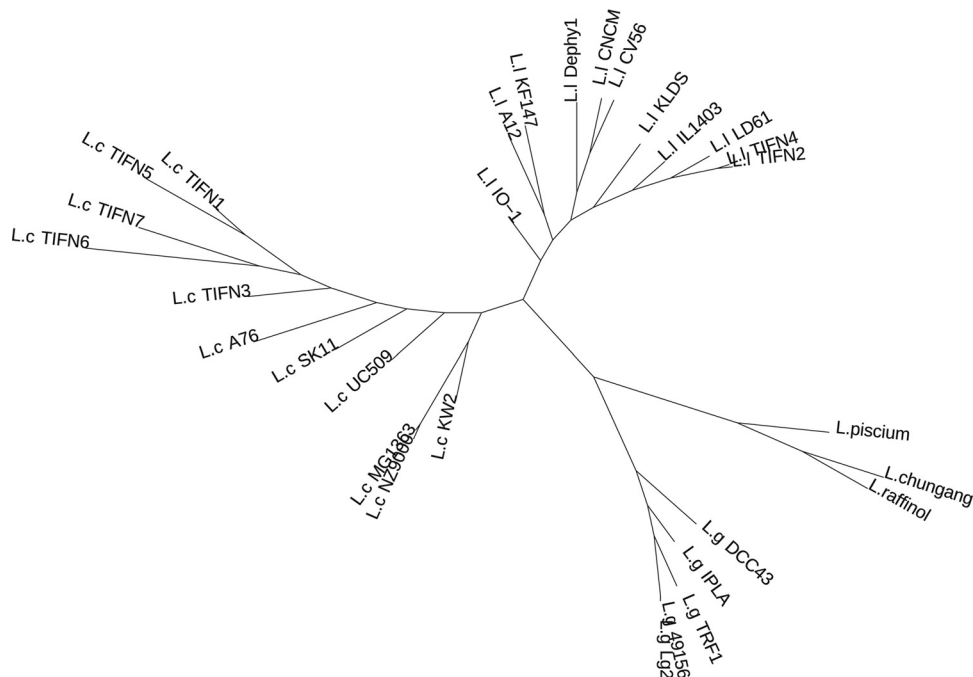 L.l Dephy1
L.l CNCM
L.l CV56
L.l KF147
L.l A12
L.l KLDS
L.l IL1403
L.l LD61
L.l TIFN4
L.l TIFN2
L.l IO-1
L.c TIFN5
L.c TIFN1
L.c TIFN7
L.c TIFN6
L.c TIFN3
L.c A76
L.c SK11
L.c UC509
L.c KW2
L.c MG1363
L.c NZ9000
L.piscium
L.chungang
L.raffinol
L.g DCC43
L.g IPLA
L.g TRF1
L.g 49156
L.g Lg2